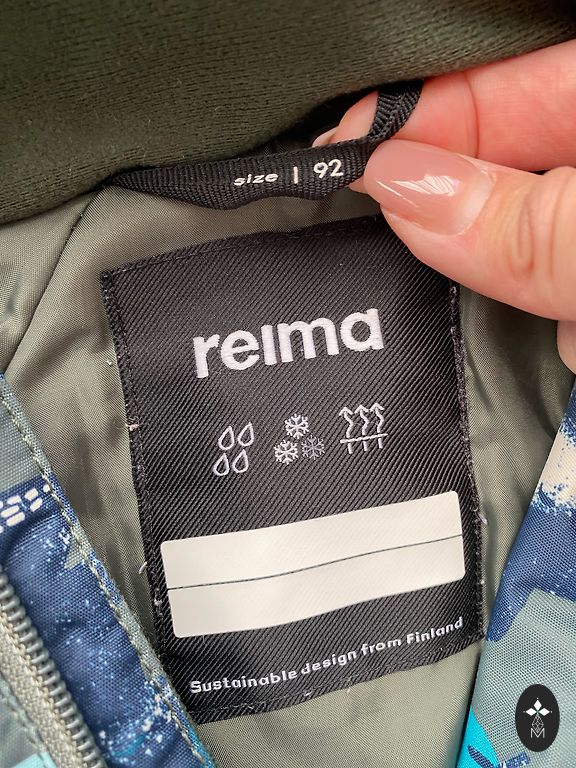 size | 92
reima
Sustainable design from Finland
M